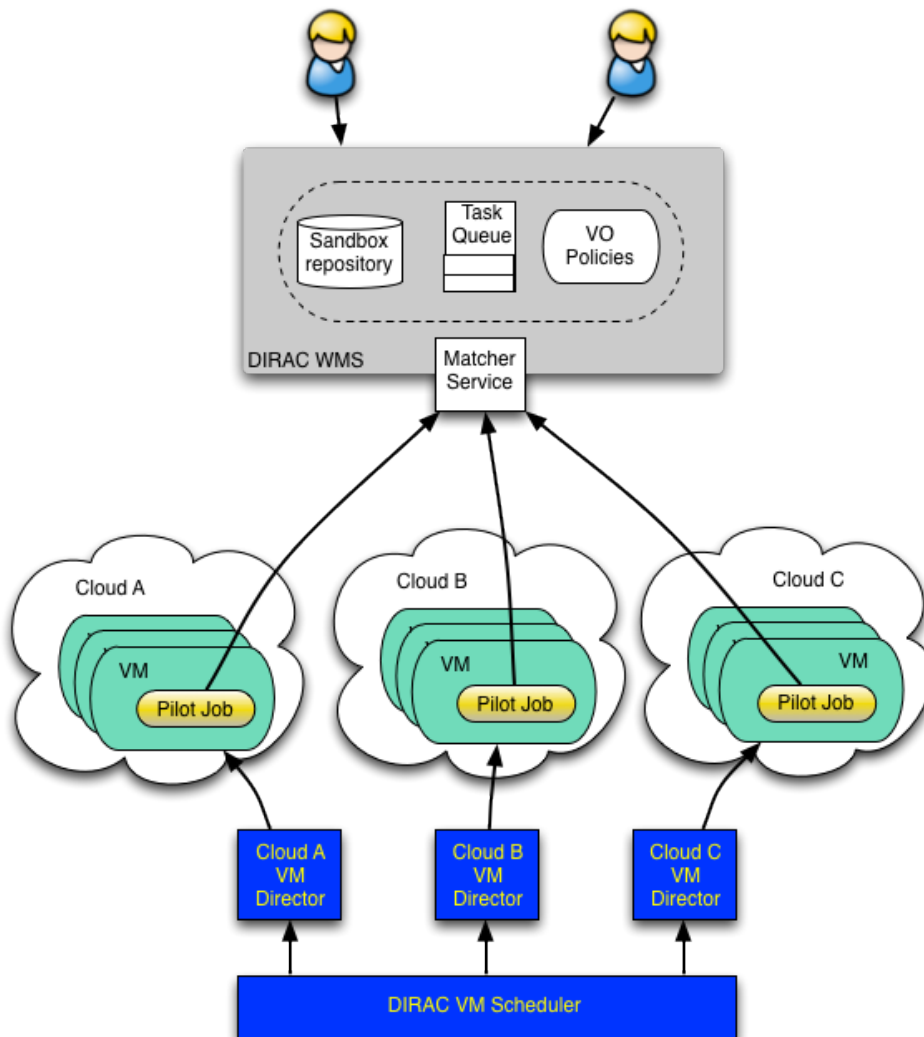 Sandbox
repository
Task
Queue
VO
Policies
DIRAC WMS
Matcher
Service
Cloud A
VM
Pilot Job
Cloud B
VM
Pilot Job
Cloud C
VM
Pilot Job
Cloud A
VM
Director
Cloud B
VM
Director
Cloud C
VM
Director
DIRAC VM Scheduler